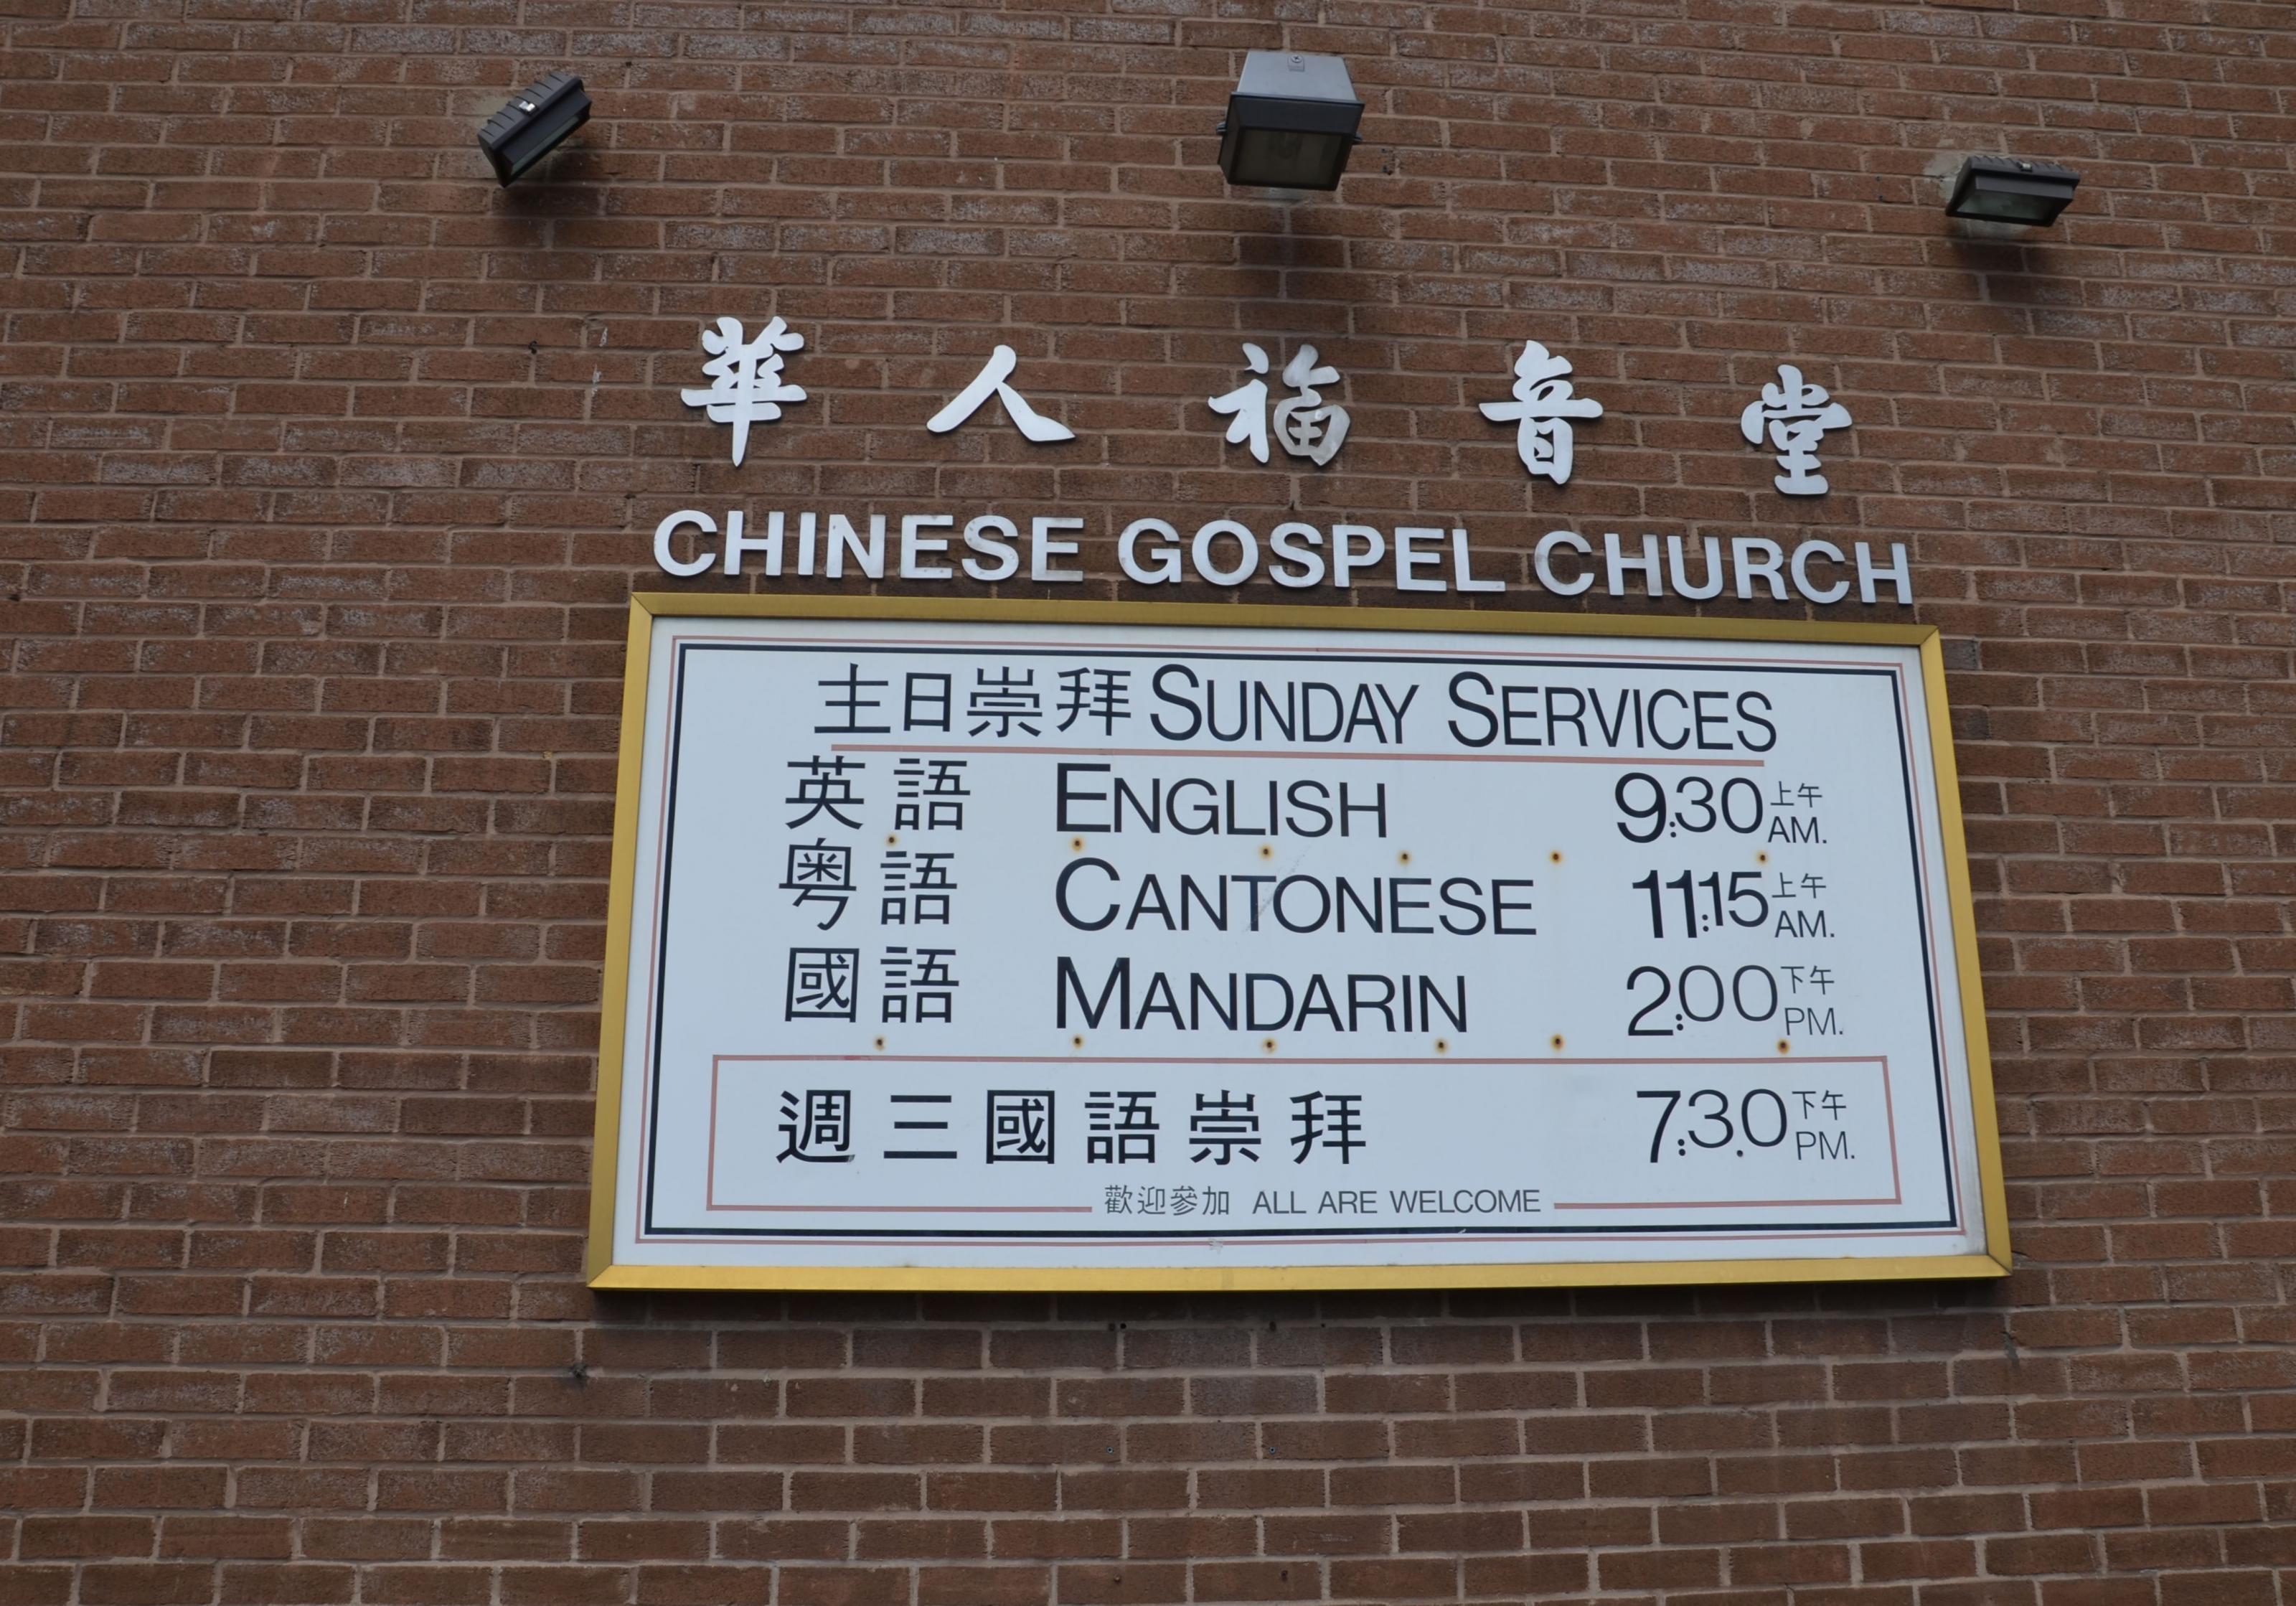 華人福音堂
CHINESE GOSPEL CHURCH
主日崇拜 SUNDAY SERVICES
英語 ENGLISH 9:30 上午 AM.
粵語 CANTONESE 11:15 上午 AM.
國語 MANDARIN 2:00 下午 PM.
週三國語崇拜 7:30 下午 PM.
歡迎參加 ALL ARE WELCOME